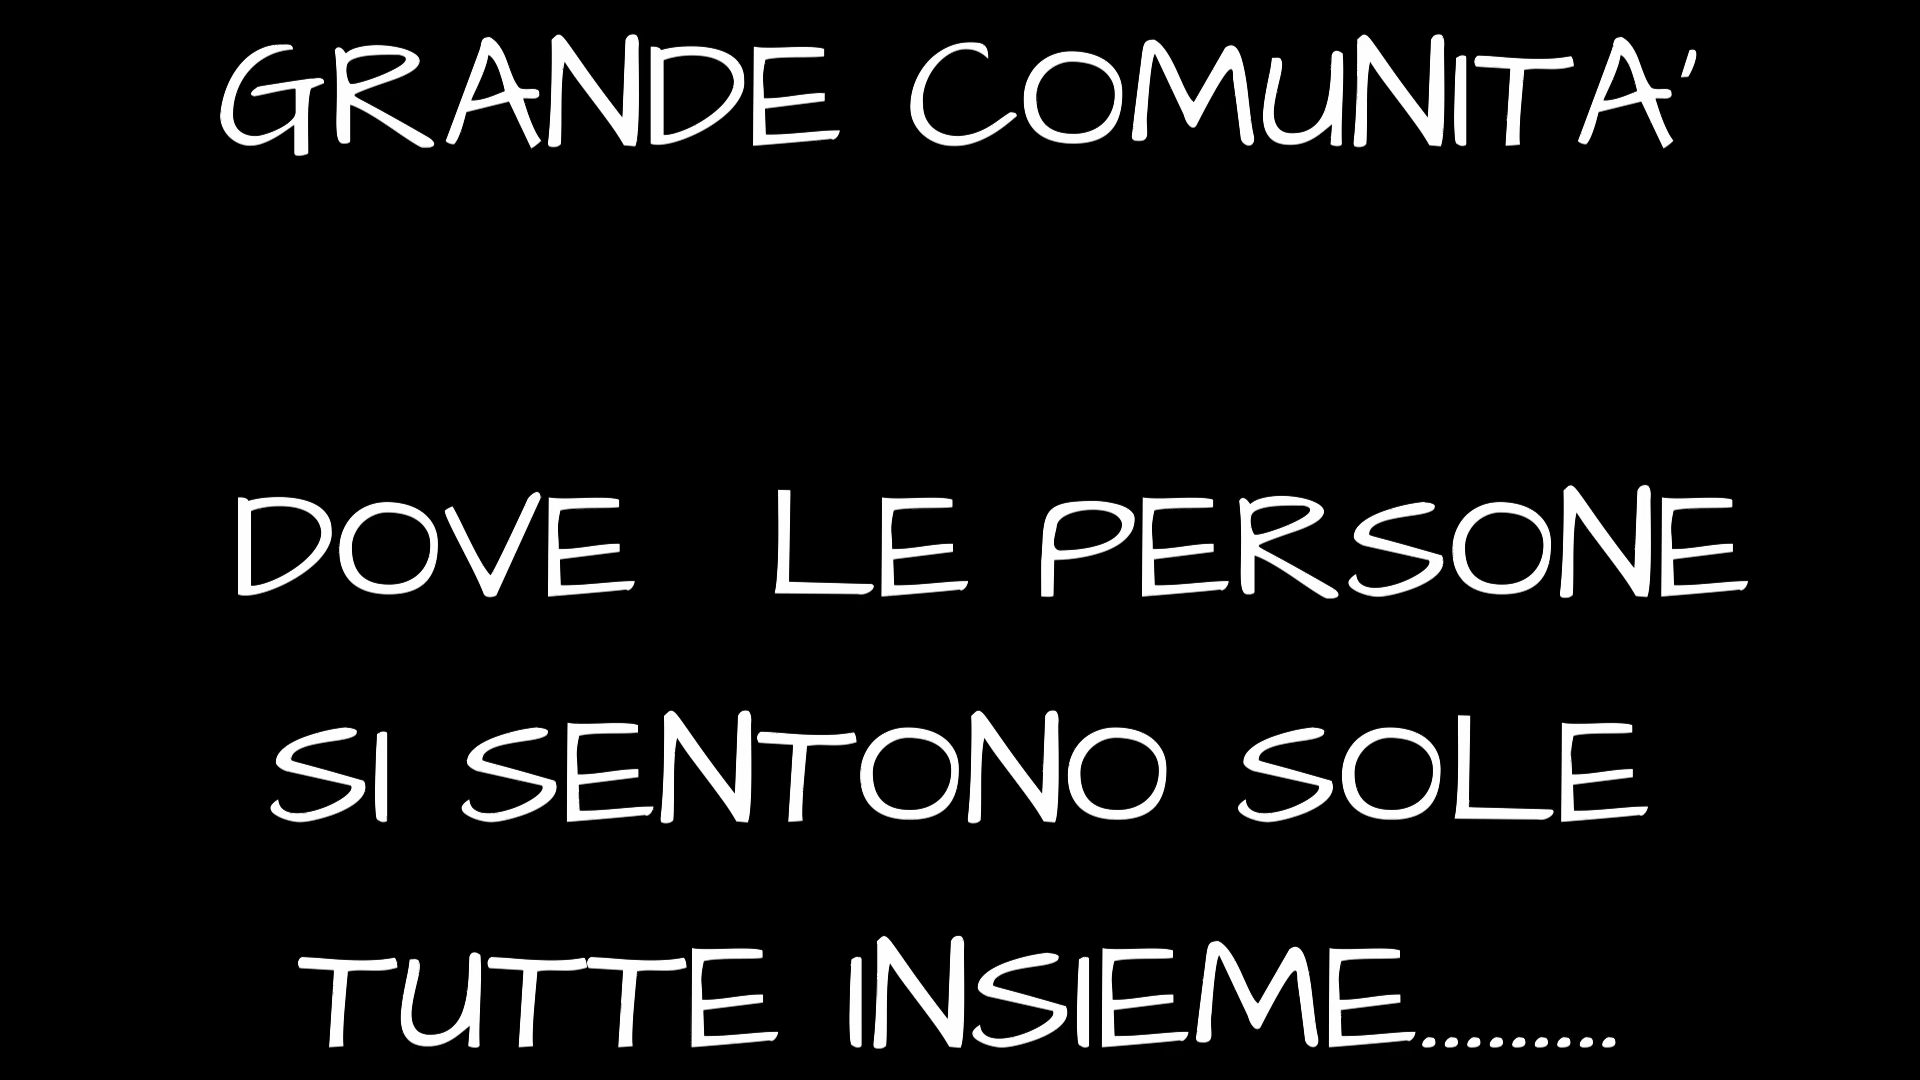 GRANDE COMUNITA'
DOVE LE PERSONE
SI SENTONO SOLE
TUTTE INSIEME.........